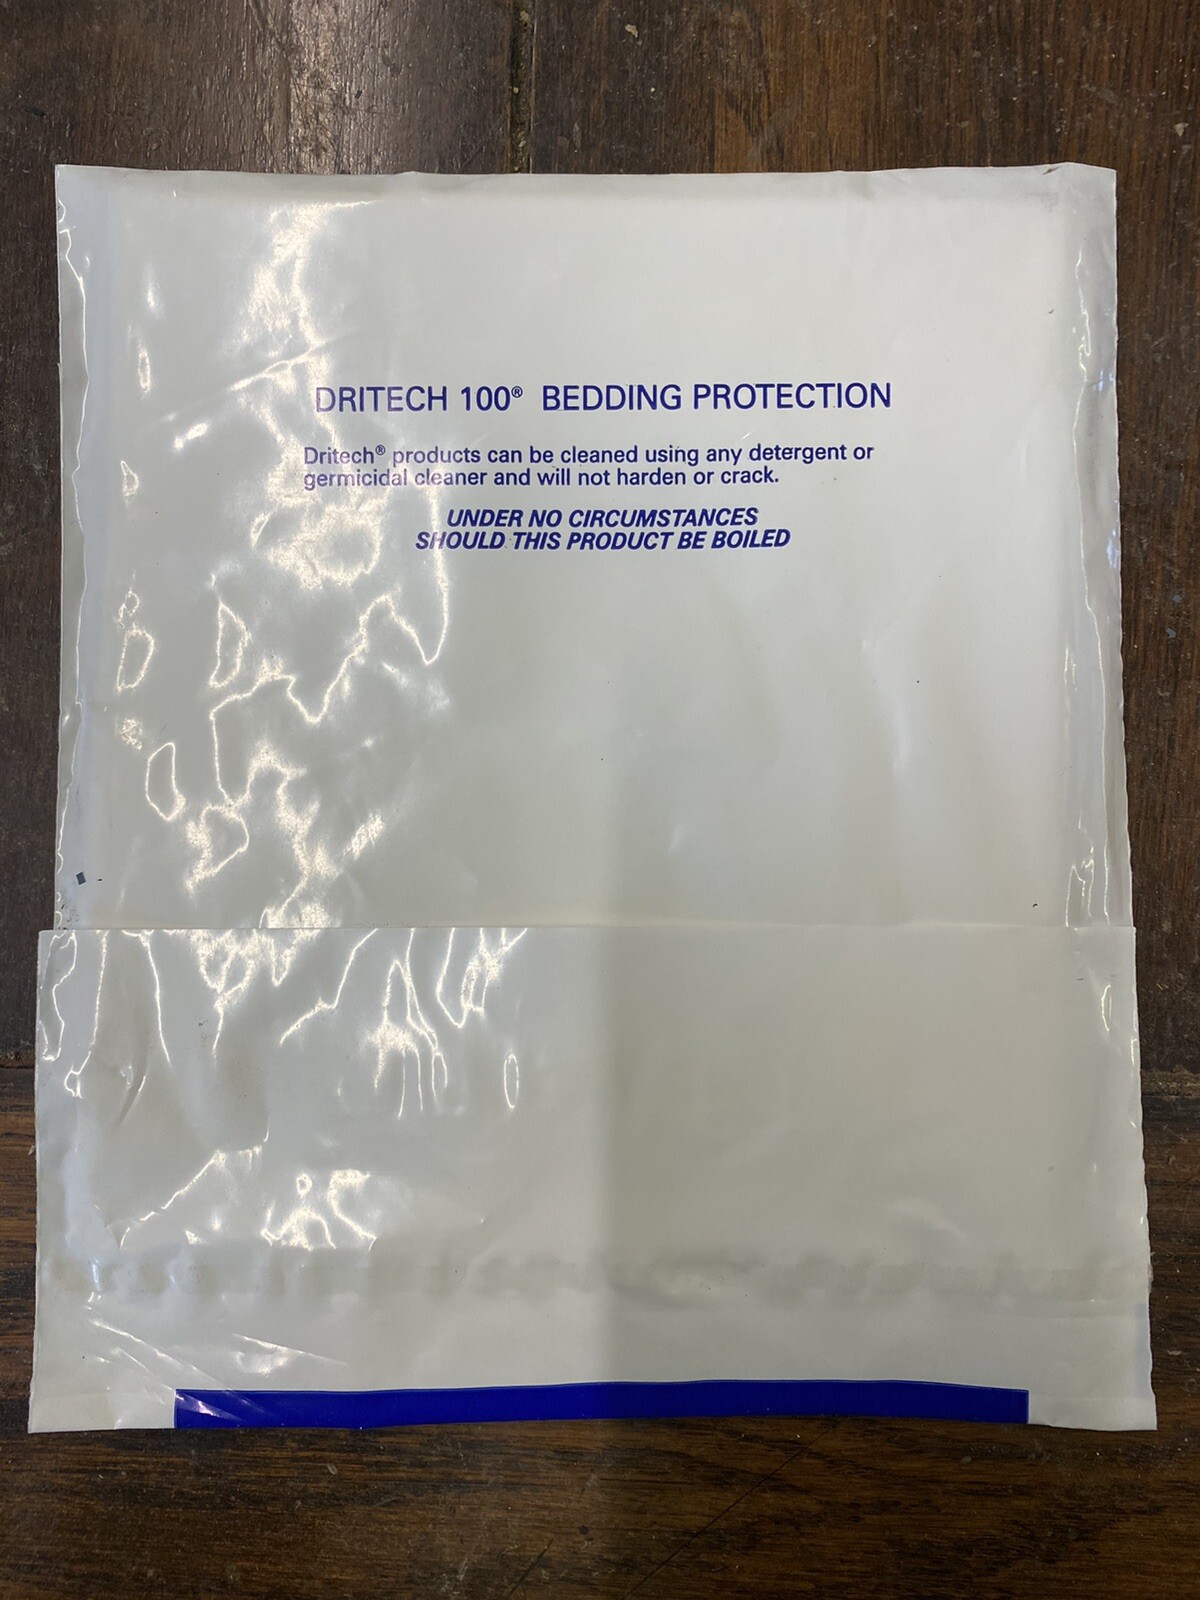 DRITECH 100® BEDDING PROTECTION
Dritech® products can be cleaned using any detergent or
germicidal cleaner and will not harden or crack.
UNDER NO CIRCUMSTANCES
SHOULD THIS PRODUCT BE BOILED